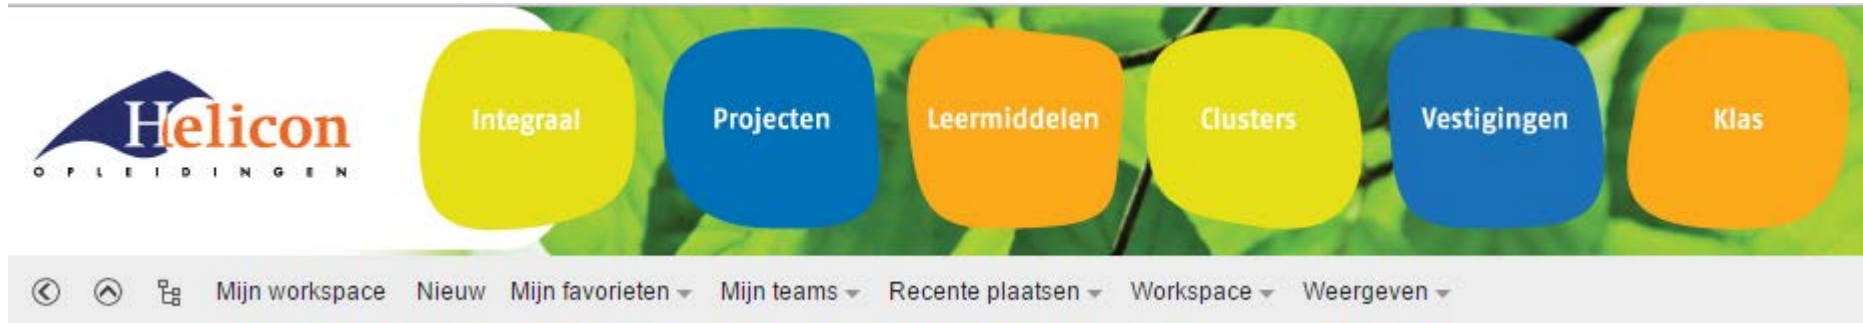 Helicon
OPLEIDINGEN
Integraal Projecten Leermiddelen Clusters Vestigingen Klas
Mijn workspace Nieuw Mijn favorieten Mijn teams Recente plaatsen Workspace Weergeven